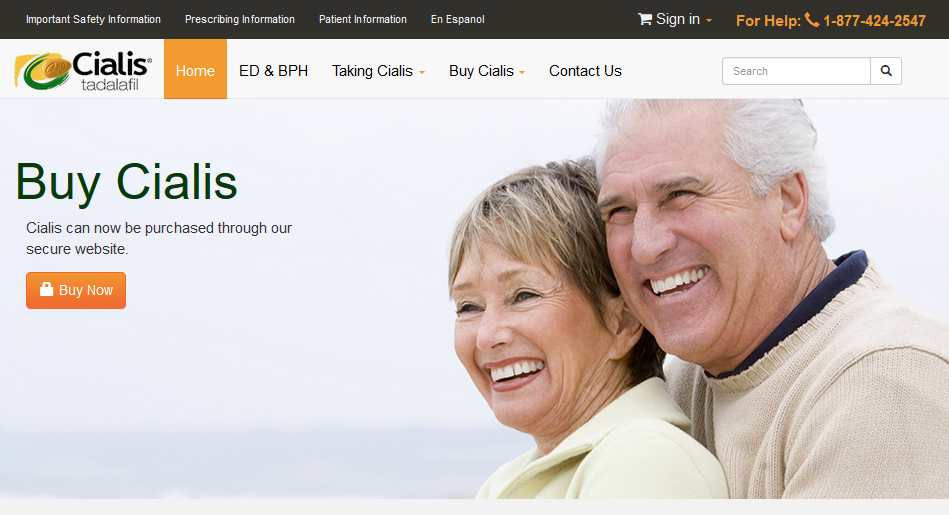 Important Safety Information Prescribing Information Patient Information En Espanol Sign in For Help: 1-877-424-2547
Cialis®
tadalafil
Home ED & BPH Taking Cialis Buy Cialis Contact Us Search
Buy Cialis
Cialis can now be purchased through our
secure website.
Buy Now